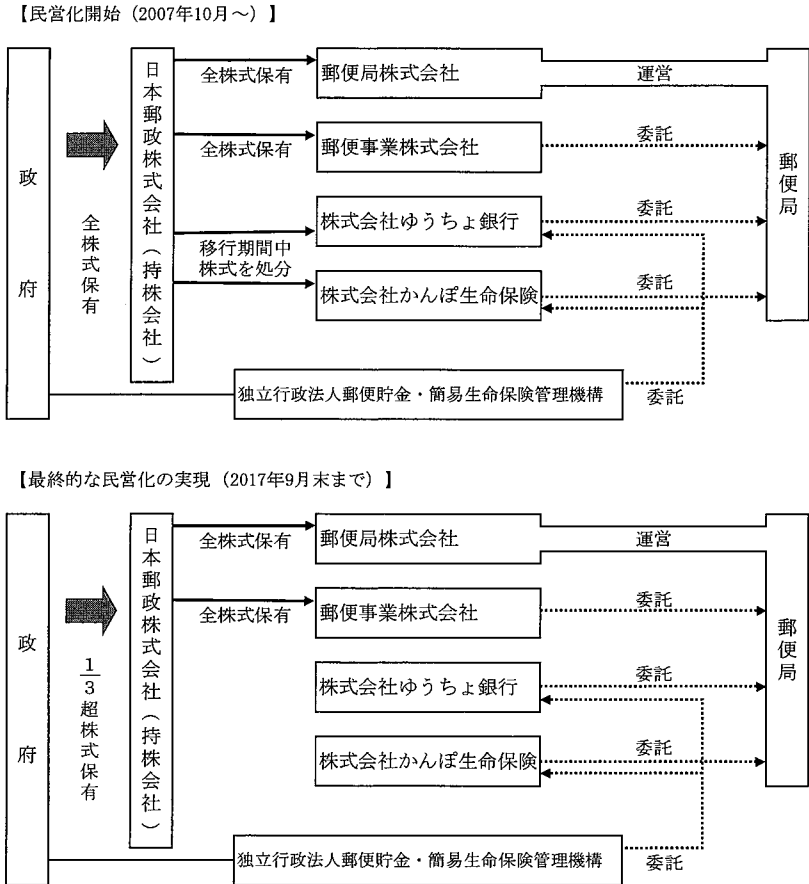 【民営化開始（2007年10月～）】
政府
全株式保有
日本郵政株式会社（持株会社）
全株式保有
郵便局株式会社
運営
全株式保有
郵便事業株式会社
委託
移行期間中
株式を処分
株式会社ゆうちょ銀行
委託
株式会社かんぽ生命保険
委託
郵便局
独立行政法人郵便貯金・簡易生命保険管理機構
委託
【最終的な民営化の実現（2017年9月末まで）】
政府
1/3超株式保有
日本郵政株式会社（持株会社）
全株式保有
郵便局株式会社
運営
全株式保有
郵便事業株式会社
委託
株式会社ゆうちょ銀行
委託
株式会社かんぽ生命保険
委託
郵便局
独立行政法人郵便貯金・簡易生命保険管理機構
委託